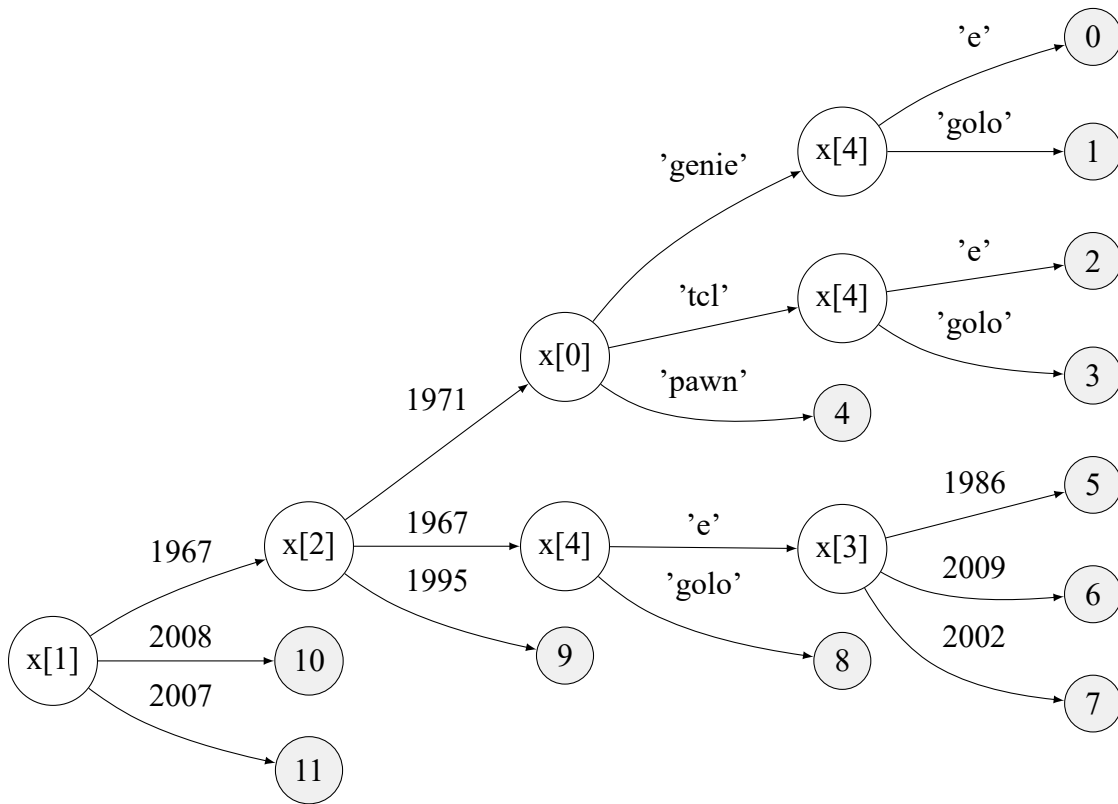 ’e’
0
’golo’
1
’genie’
x[4]
’e’
2
’tcl’
x[4]
’golo’
3
x[0]
’pawn’
4
1971
1986
5
1967
x[2]
1967
x[4]
’e’
x[3]
2009
6
1995
’golo’
2002
2008
x[1]
10
9
8
2007
7
11